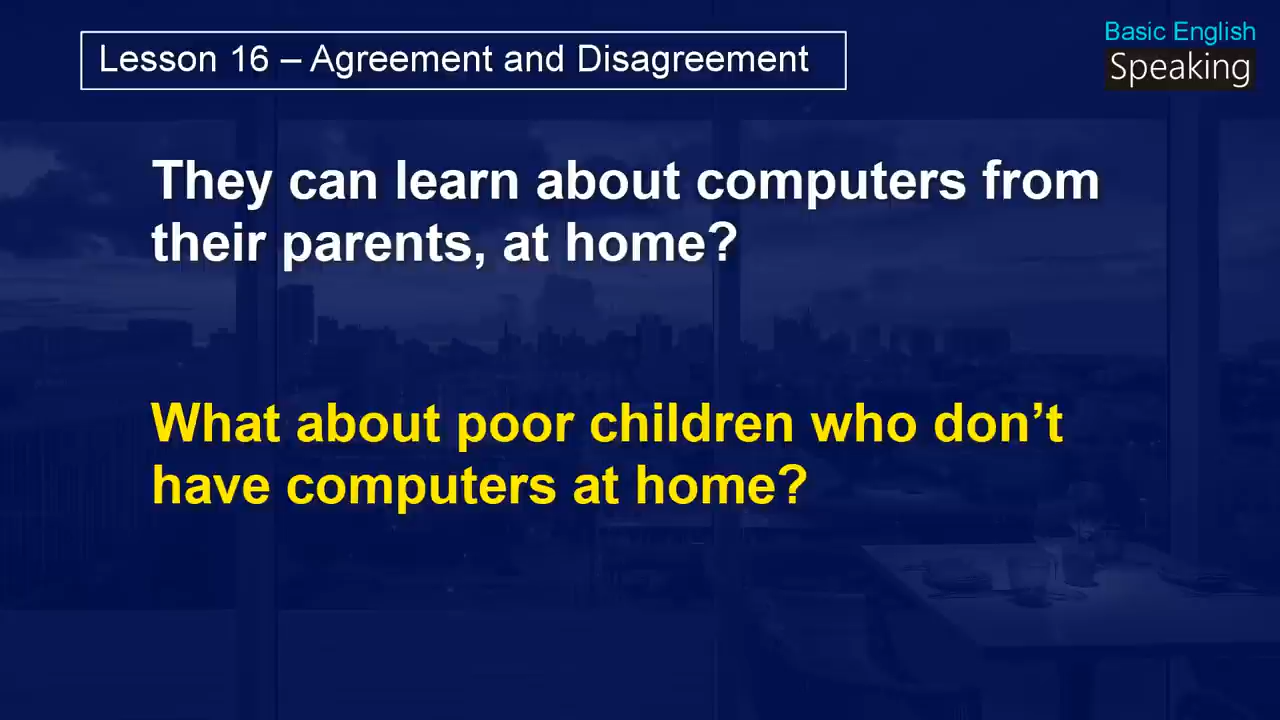 Lesson 16 – Agreement and Disagreement
Basic English
Speaking
They can learn about computers from
their parents, at home?
What about poor children who don’t
have computers at home?